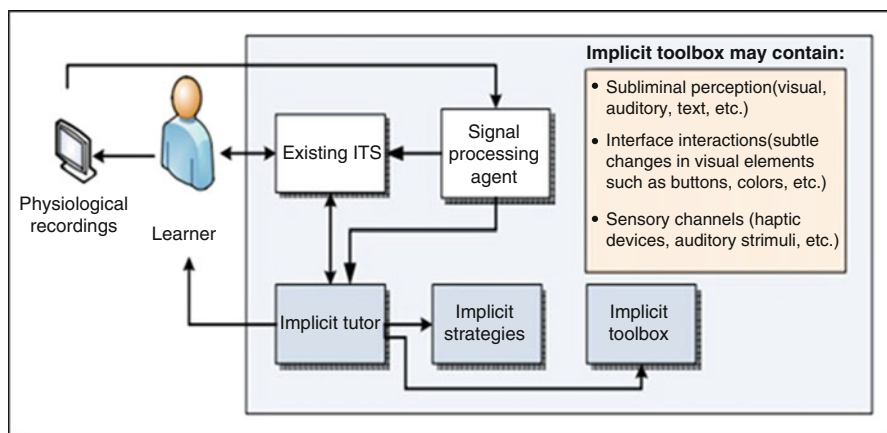 Implicit toolbox may contain:
• Subliminal perception(visual,
auditory, text, etc.)
• Interface interactions(subtle
changes in visual elements
such as buttons, colors, etc.)
• Sensory channels (haptic
devices, auditory strimuli, etc.)
Physiological
recordings
Learner
Existing ITS
Signal
processing
agent
Implicit tutor
Implicit
strategies
Implicit
toolbox